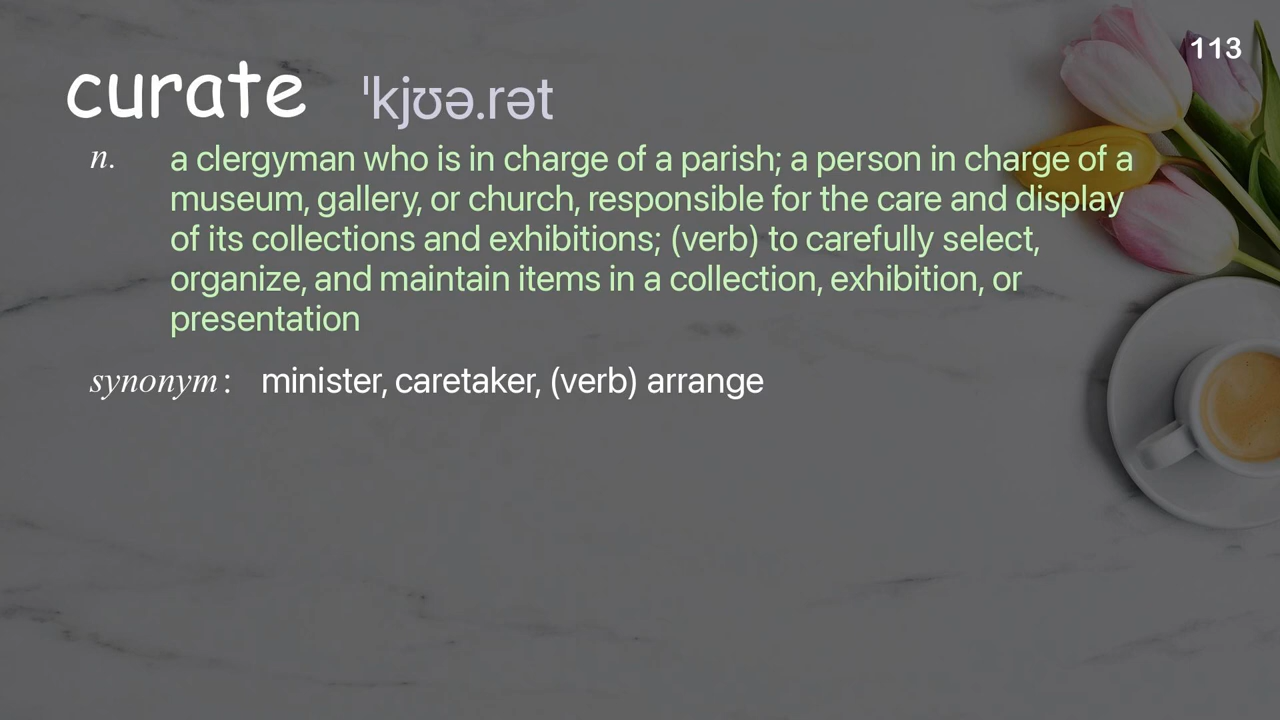 113
curate ˈkjʊə.rət
n. a clergyman who is in charge of a parish; a person in charge of a
museum, gallery, or church, responsible for the care and display
of its collections and exhibitions; (verb) to carefully select,
organize, and maintain items in a collection, exhibition, or
presentation
synonym: minister, caretaker, (verb) arrange